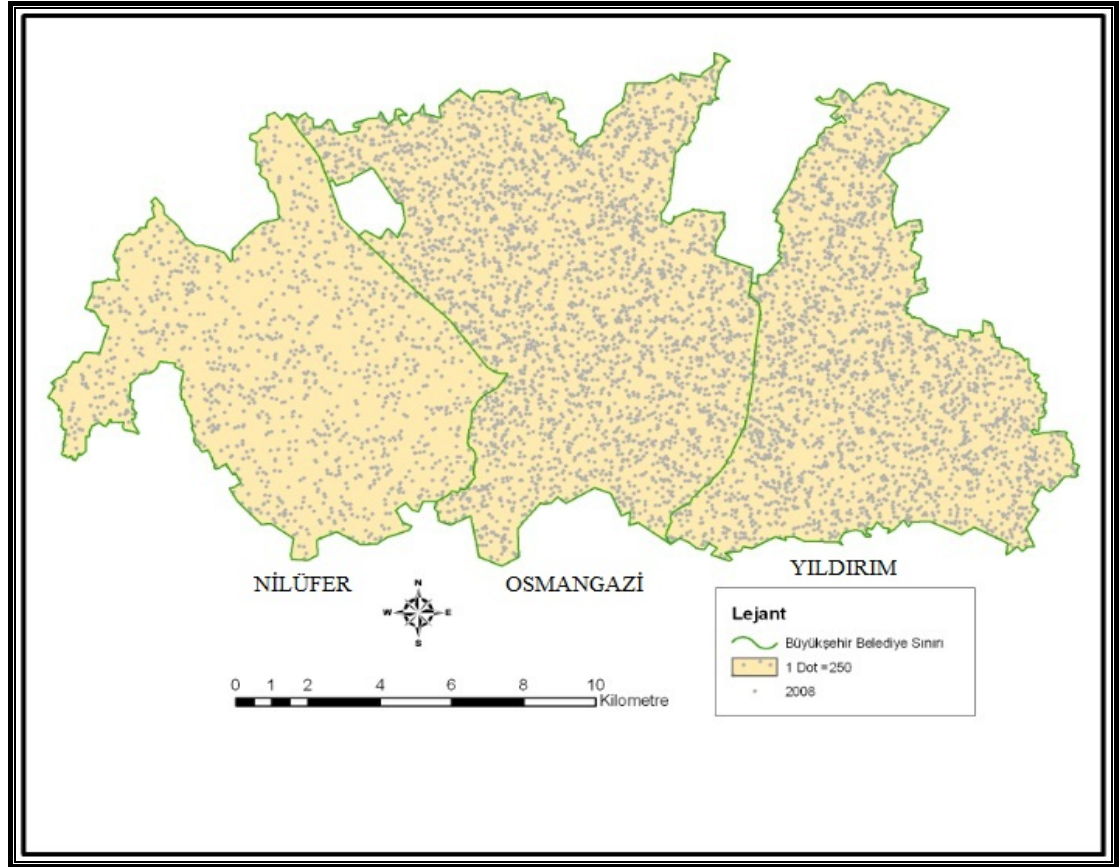 NİLÜFER
OSMANGAZİ
YILDIRIM
N
W E
S
0 1 2 4 6 8 10
Kilometre
Lejant
Büyükşehir Belediye Sınırı
1 Dot =250
2008